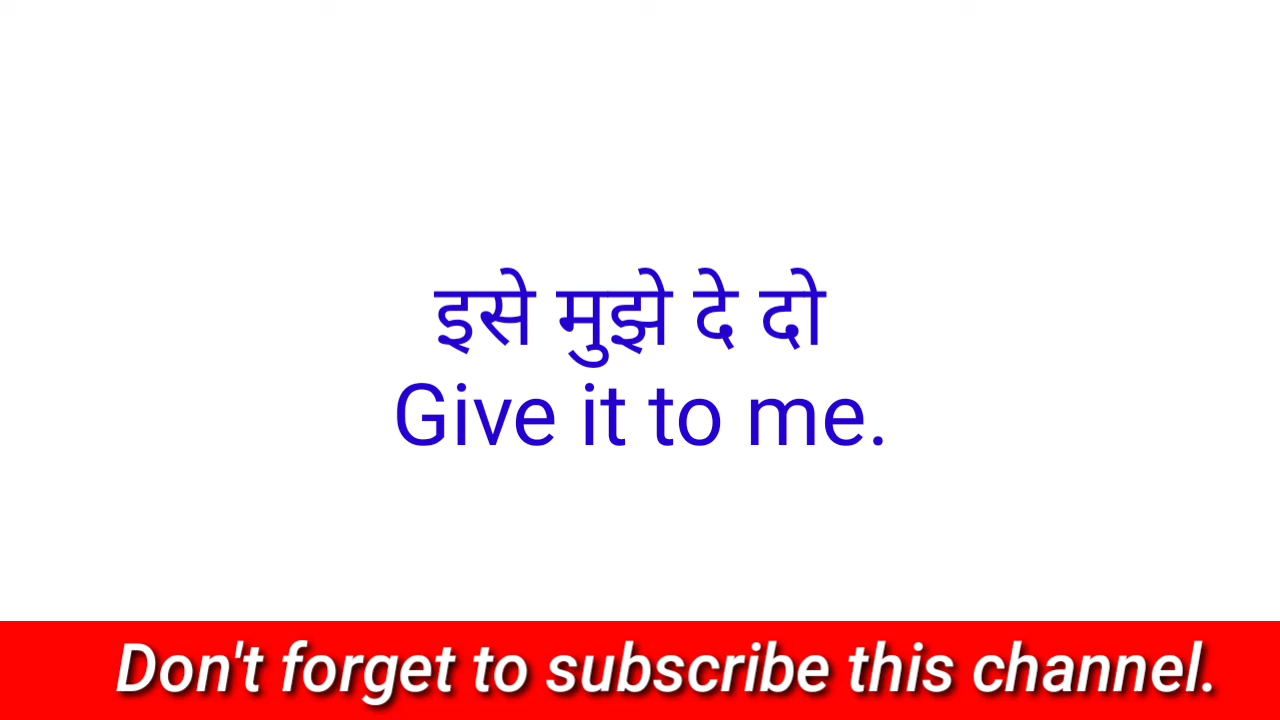 इसे मुझे दे दो
Give it to me.
Don't forget to subscribe this channel.